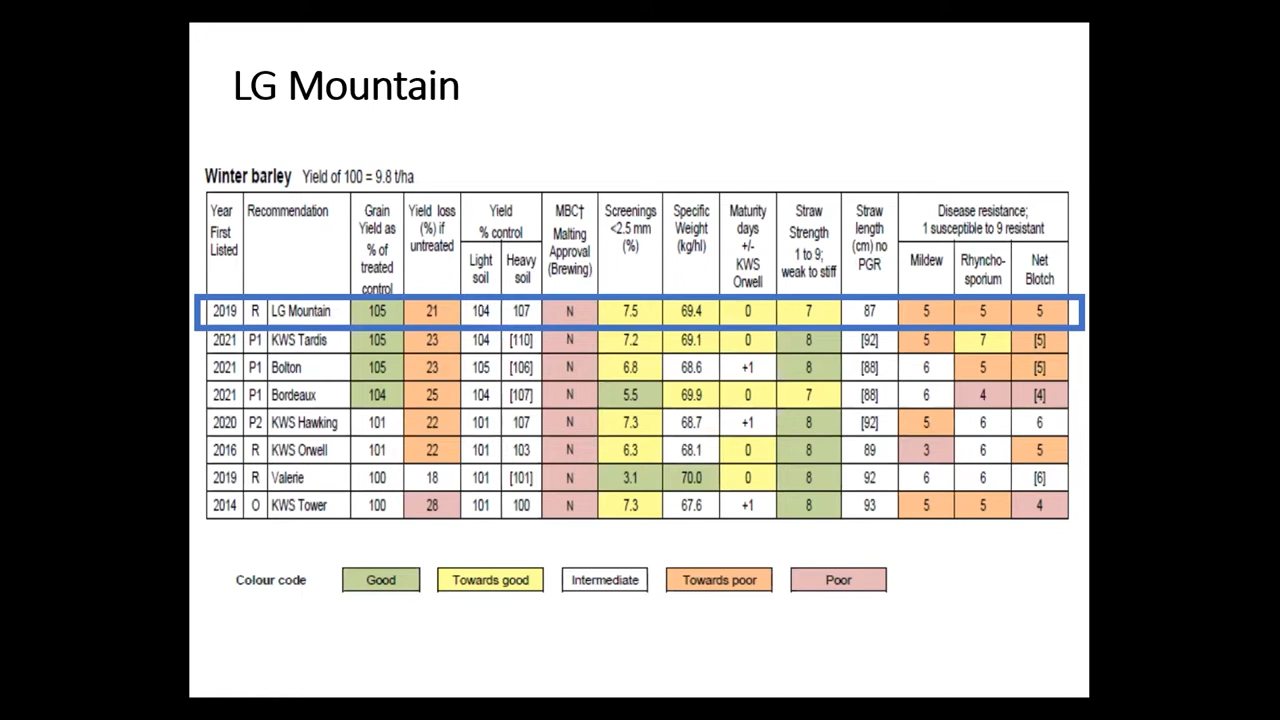 LG Mountain
Winter barley Yield of 100 = 9.8 t/ha
Year First Listed
Recommendation
Grain Yield as % of treated control
Yield loss (%) if untreated
Yield % control
Light soil
Heavy soil
MBC† Malting Approval (Brewing)
Screenings <2.5 mm (%)
Specific Weight (kg/hl)
Maturity days +/- KWS Orwell
Straw Strength 1 to 9; weak to stiff
Straw length (cm) no PGR
Disease resistance; 1 susceptible to 9 resistant
Mildew
Rhyncho-sporium
Net Blotch
2019 R LG Mountain 105 21 104 107 N 7.5 69.4 0 7 87 5 5 5
2021 P1 KWS Tardis 105 23 104 [110] N 7.2 69.1 0 8 [92] 5 7 [5]
2021 P1 Bolton 105 23 105 [106] N 6.8 68.6 +1 8 [88] 6 5 [5]
2021 P1 Bordeaux 104 25 104 [107] N 5.5 69.9 0 7 [88] 6 4 [4]
2020 P2 KWS Hawking 101 22 101 107 N 7.3 68.7 +1 8 [92] 5 6 6
2016 R KWS Orwell 101 22 101 103 N 6.3 68.1 0 8 89 3 6 5
2019 R Valerie 100 18 101 [101] N 3.1 70.0 0 8 92 6 6 [6]
2014 O KWS Tower 100 28 101 100 N 7.3 67.6 +1 8 93 5 5 4
Colour code Good Towards good Intermediate Towards poor Poor